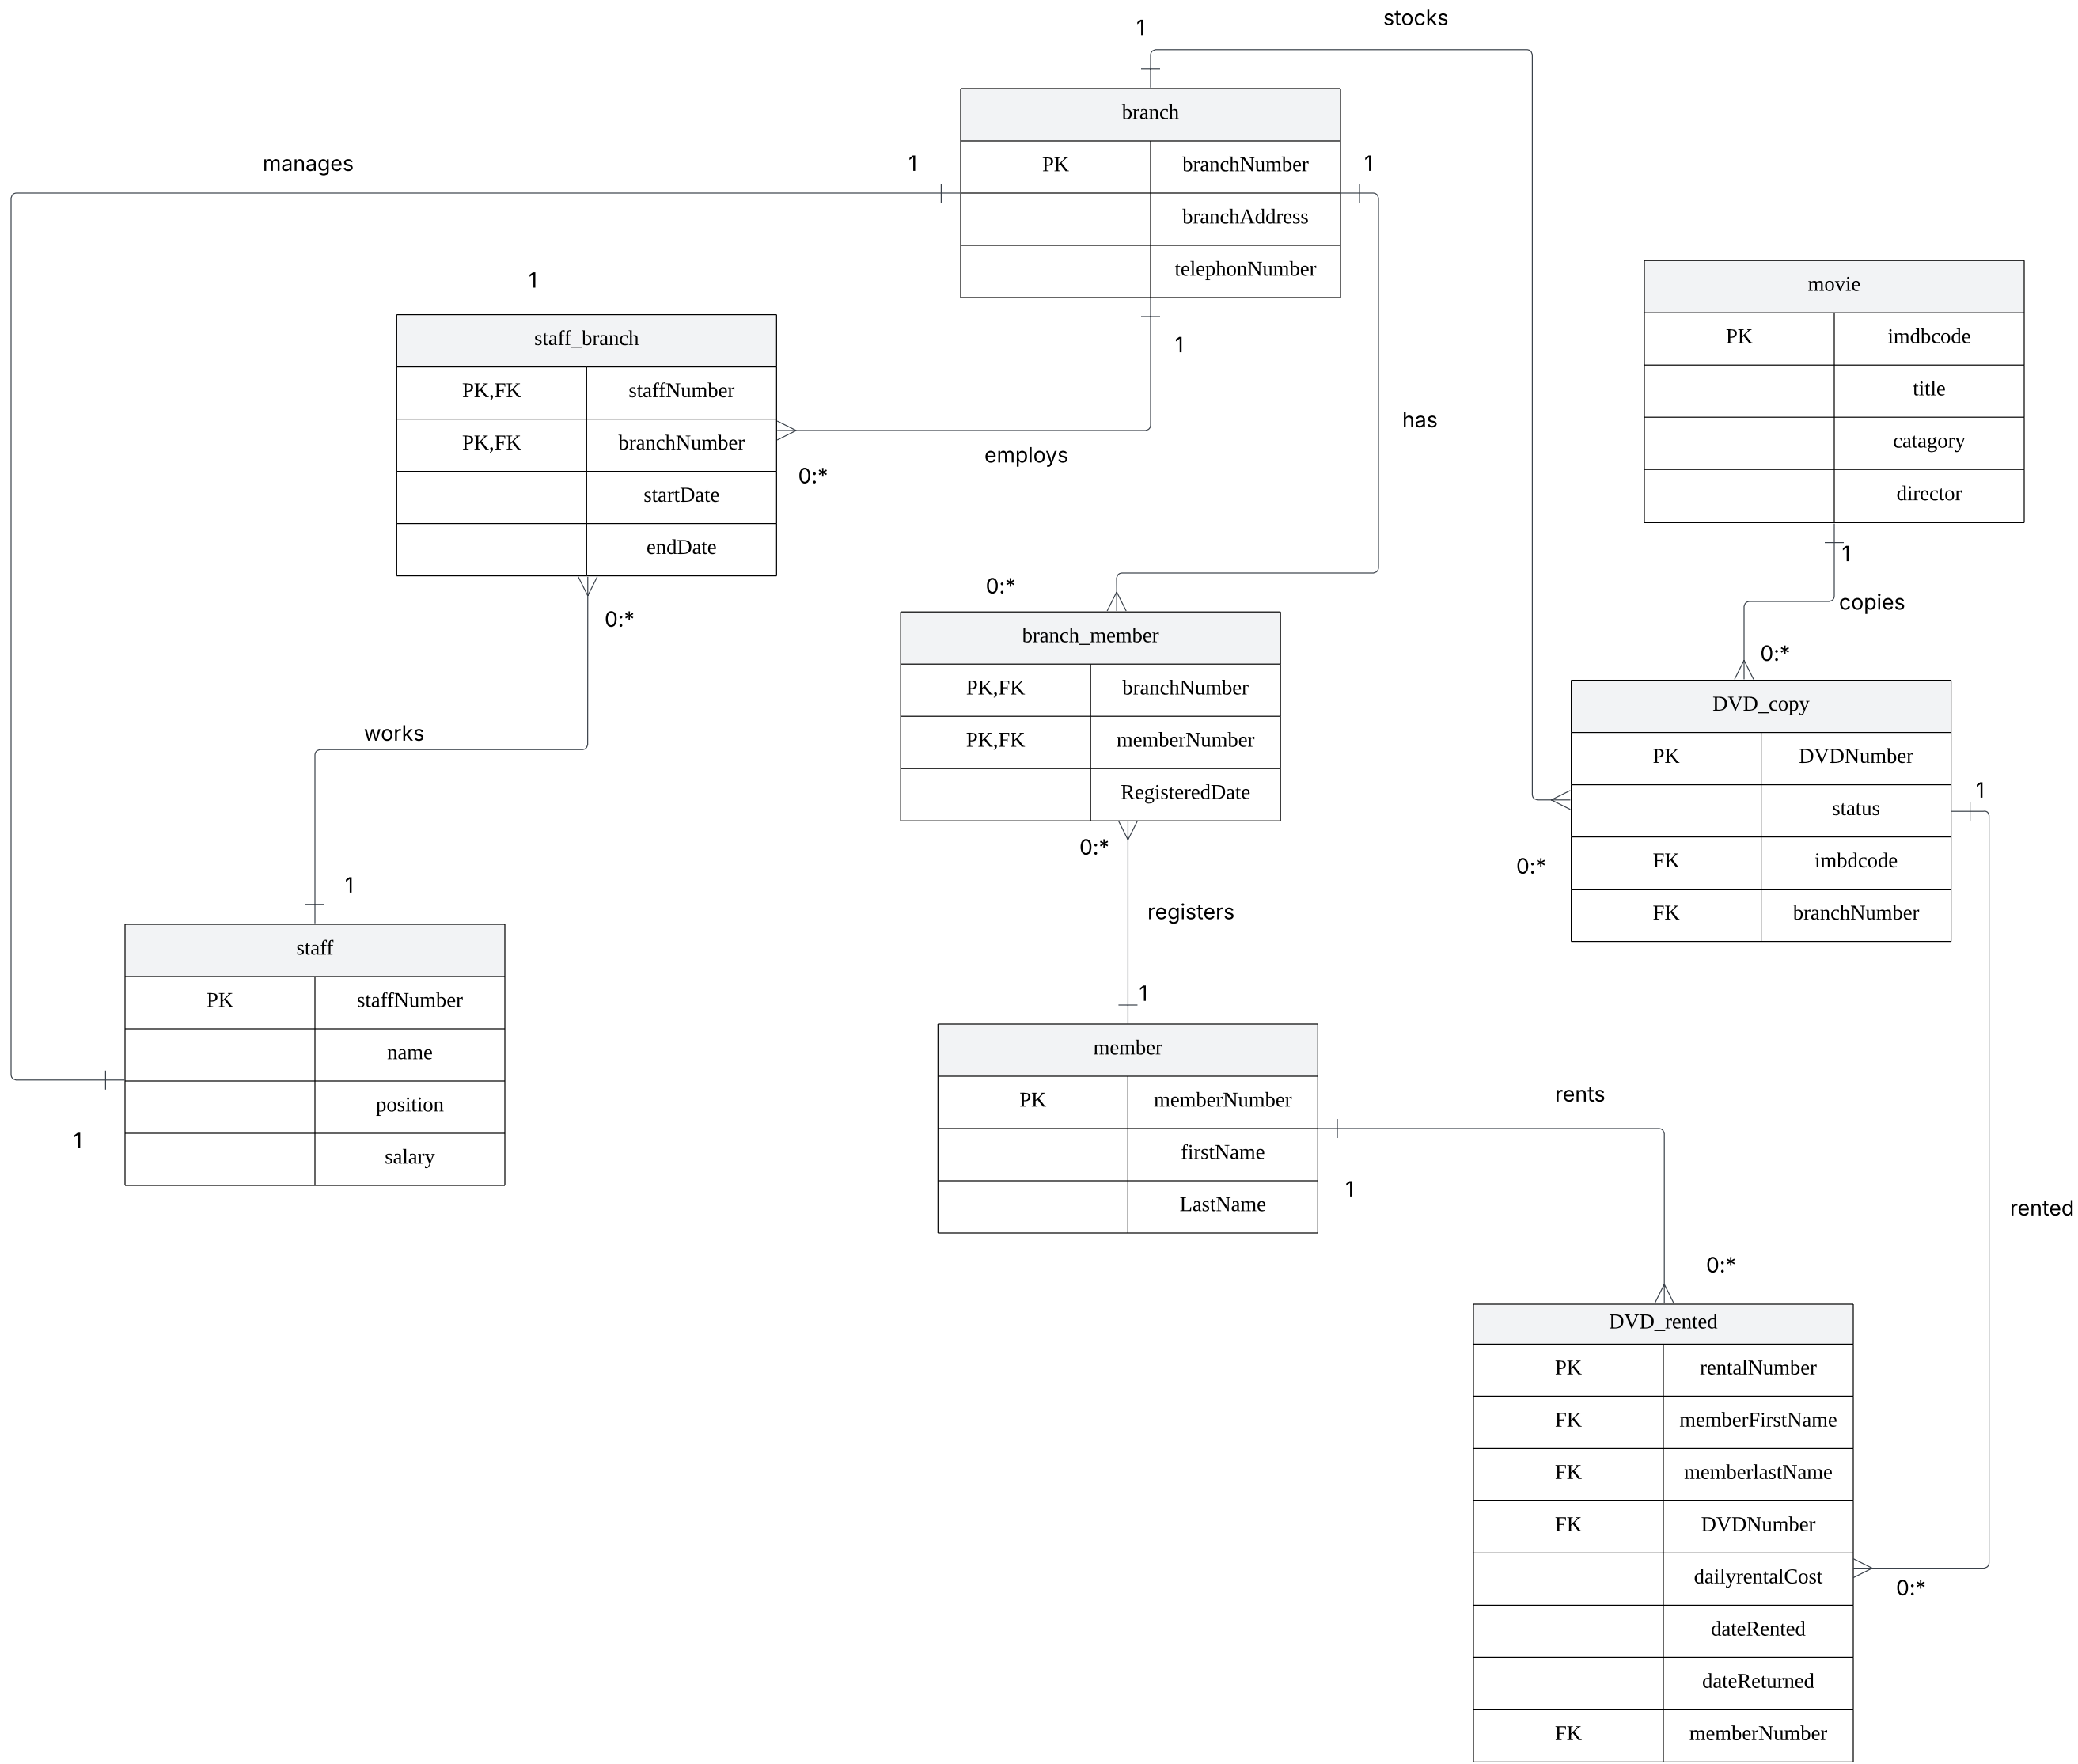 stocks
1
branch
PK branchNumber
branchAddress
telephonNumber
manages
1
1
1
1
staff_branch
PK,FK staffNumber
PK,FK branchNumber
startDate
endDate
employs
0:*
0:*
has
movie
PK imdbcode
title
catagory
director
1
copies
0:*
0:*
branch_member
PK,FK branchNumber
PK,FK memberNumber
RegisteredDate
0:*
DVD_copy
PK DVDNumber
status
FK imbdcode
FK branchNumber
1
0:*
works
1
staff
PK staffNumber
name
position
salary
1
registers
1
member
PK memberNumber
firstName
LastName
rents
1
rented
0:*
DVD_rented
PK rentalNumber
FK memberFirstName
FK memberlastName
FK DVDNumber
dailyrentalCost
dateRented
dateReturned
FK memberNumber
0:*